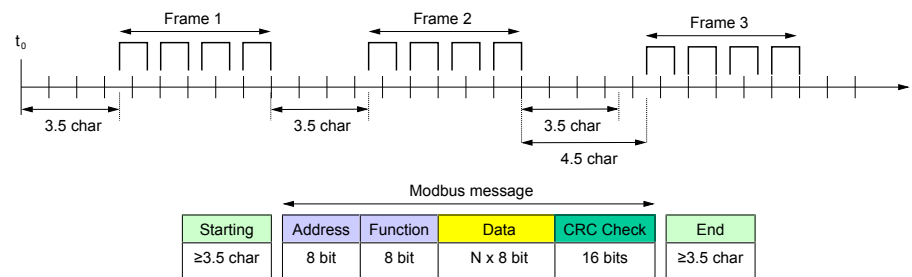 Frame 1 Frame 2 Frame 3
t0
3.5 char 3.5 char 3.5 char
4.5 char
Modbus message
Starting Address Function Data CRC Check End
≥3.5 char 8 bit 8 bit N x 8 bit 16 bits ≥3.5 char